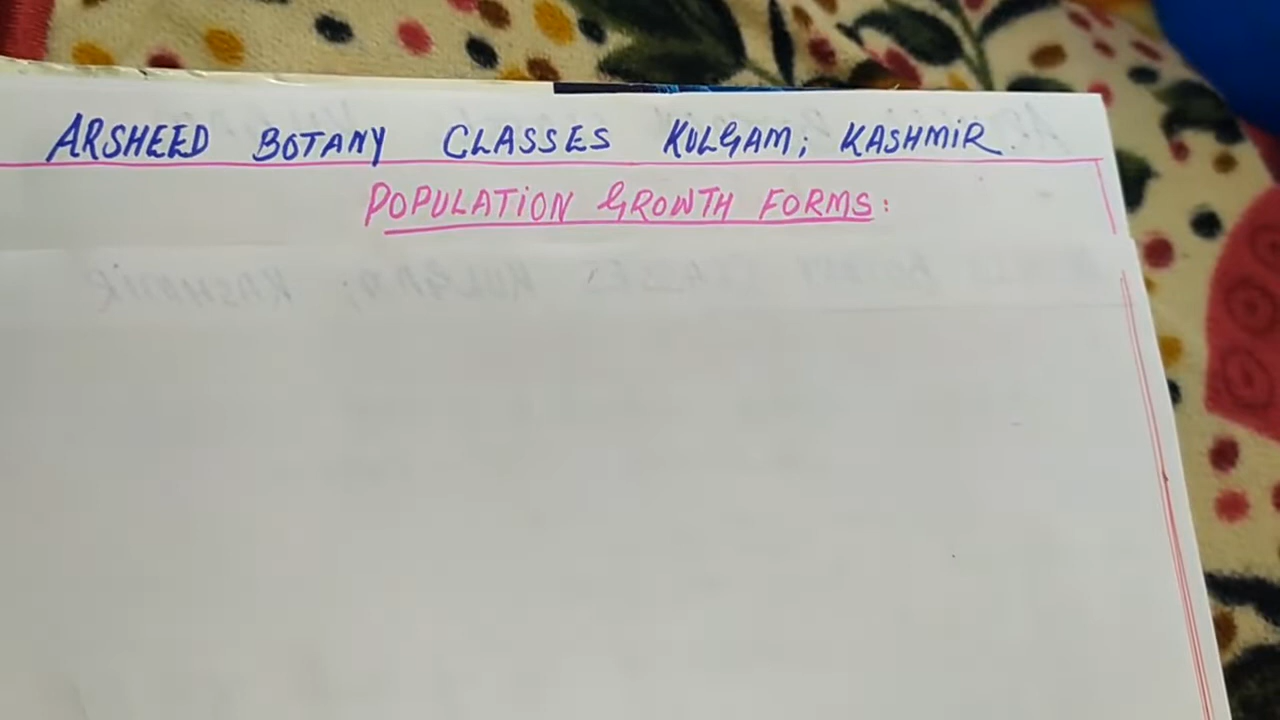 ARSHEED BOTANY CLASSES KULGAM; KASHMIR.
POPULATION GROWTH FORMS: